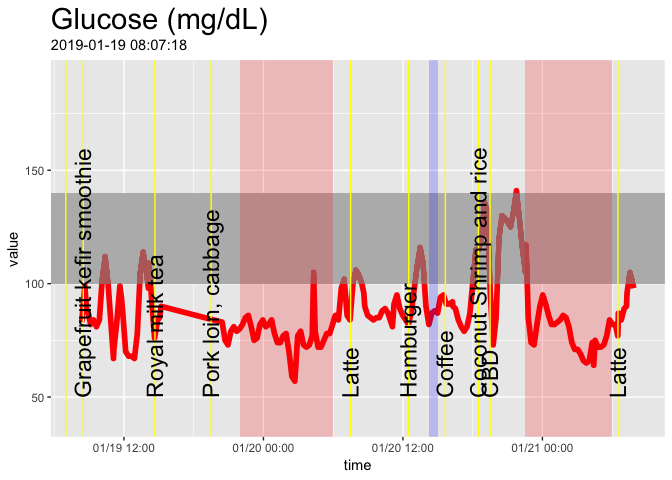 Glucose (mg/dL)
2019-01-19 08:07:18
value
150
100
50
Grapefruit kefir smoothie
Royal milk tea
Pork loin, cabbage
Latte
Hamburger
Coffee
Coconut Shrimp and rice
CBD
Latte
01/19 12:00
01/20 00:00
01/20 12:00
01/21 00:00
time